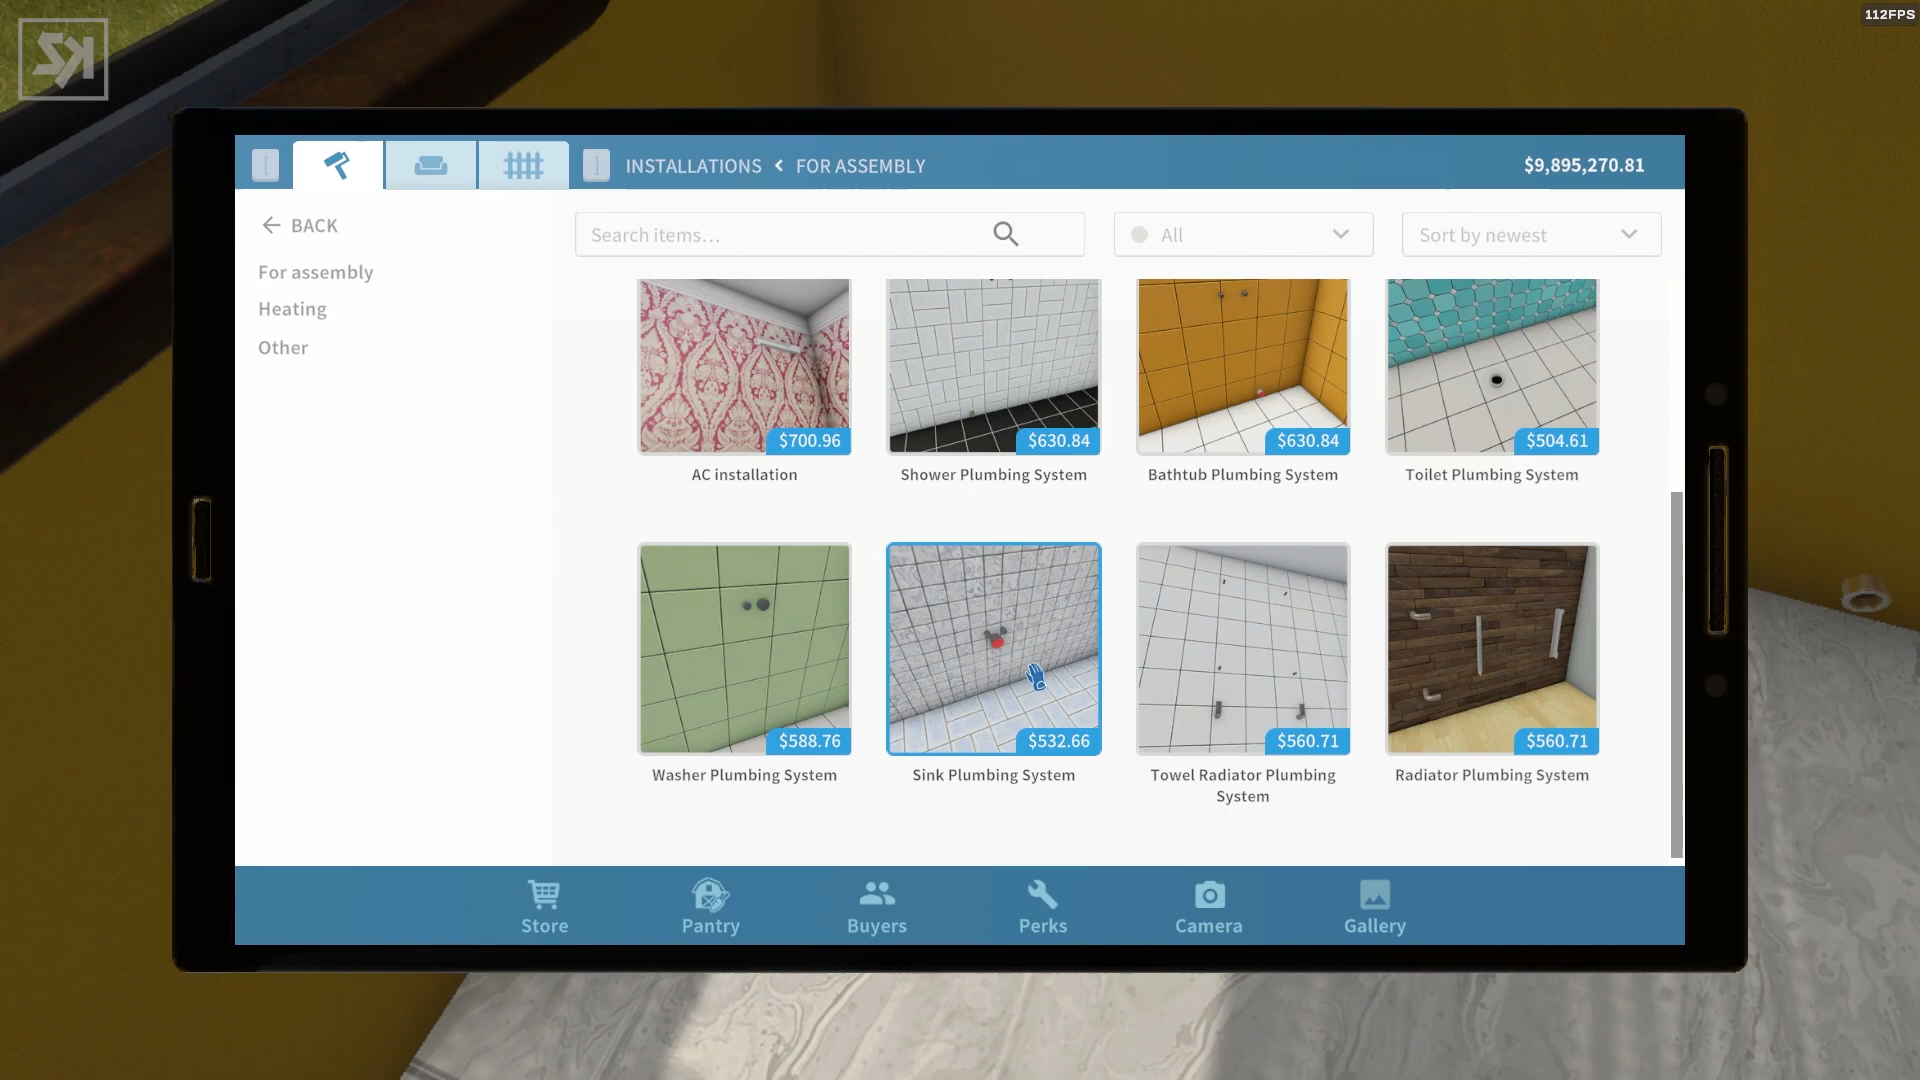 112FPS
[
]
INSTALLATIONS < FOR ASSEMBLY
$9,895,270.81
BACK
For assembly
Heating
Other
Search items...
All
Sort by newest
$700.96
$630.84
$630.84
$504.61
AC installation
Shower Plumbing System
Bathtub Plumbing System
Toilet Plumbing System
$588.76
$532.66
$560.71
$560.71
Washer Plumbing System
Sink Plumbing System
Towel Radiator Plumbing
System
Radiator Plumbing System
Store
Pantry
Buyers
Perks
Camera
Gallery